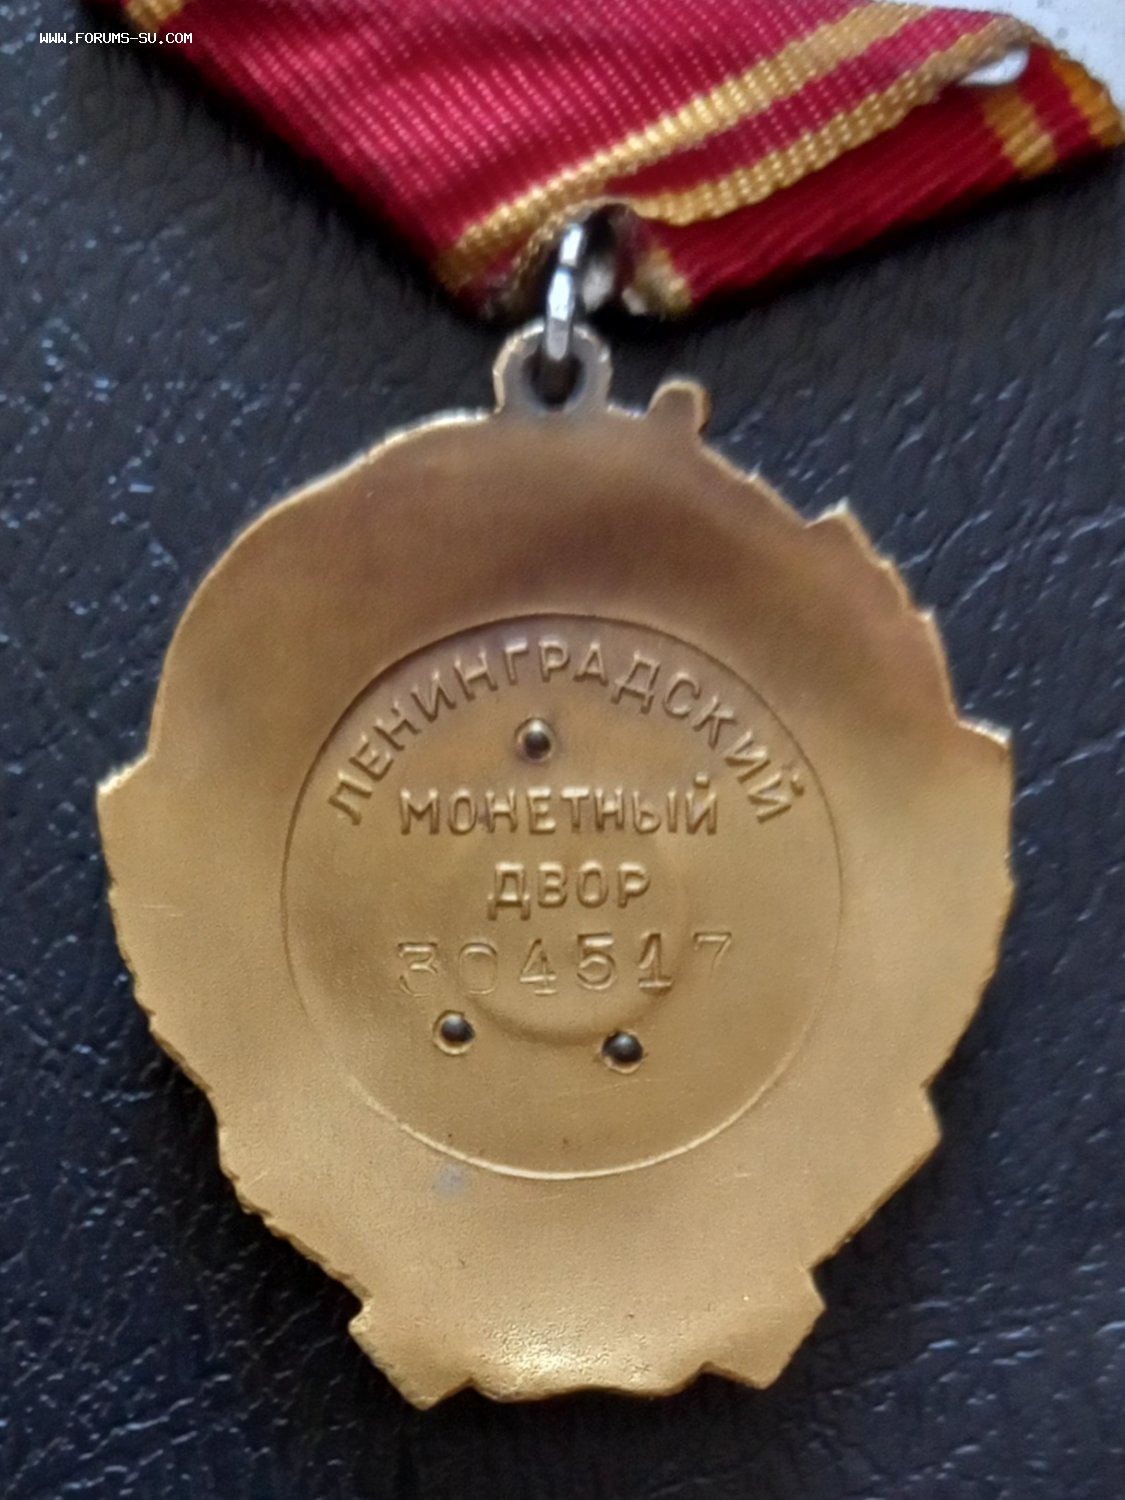 WWW.FORUMS-SU.COM
ЛЕНИНГРАДСКИЙ
МОНЕТНЫЙ
ДВОР
304517